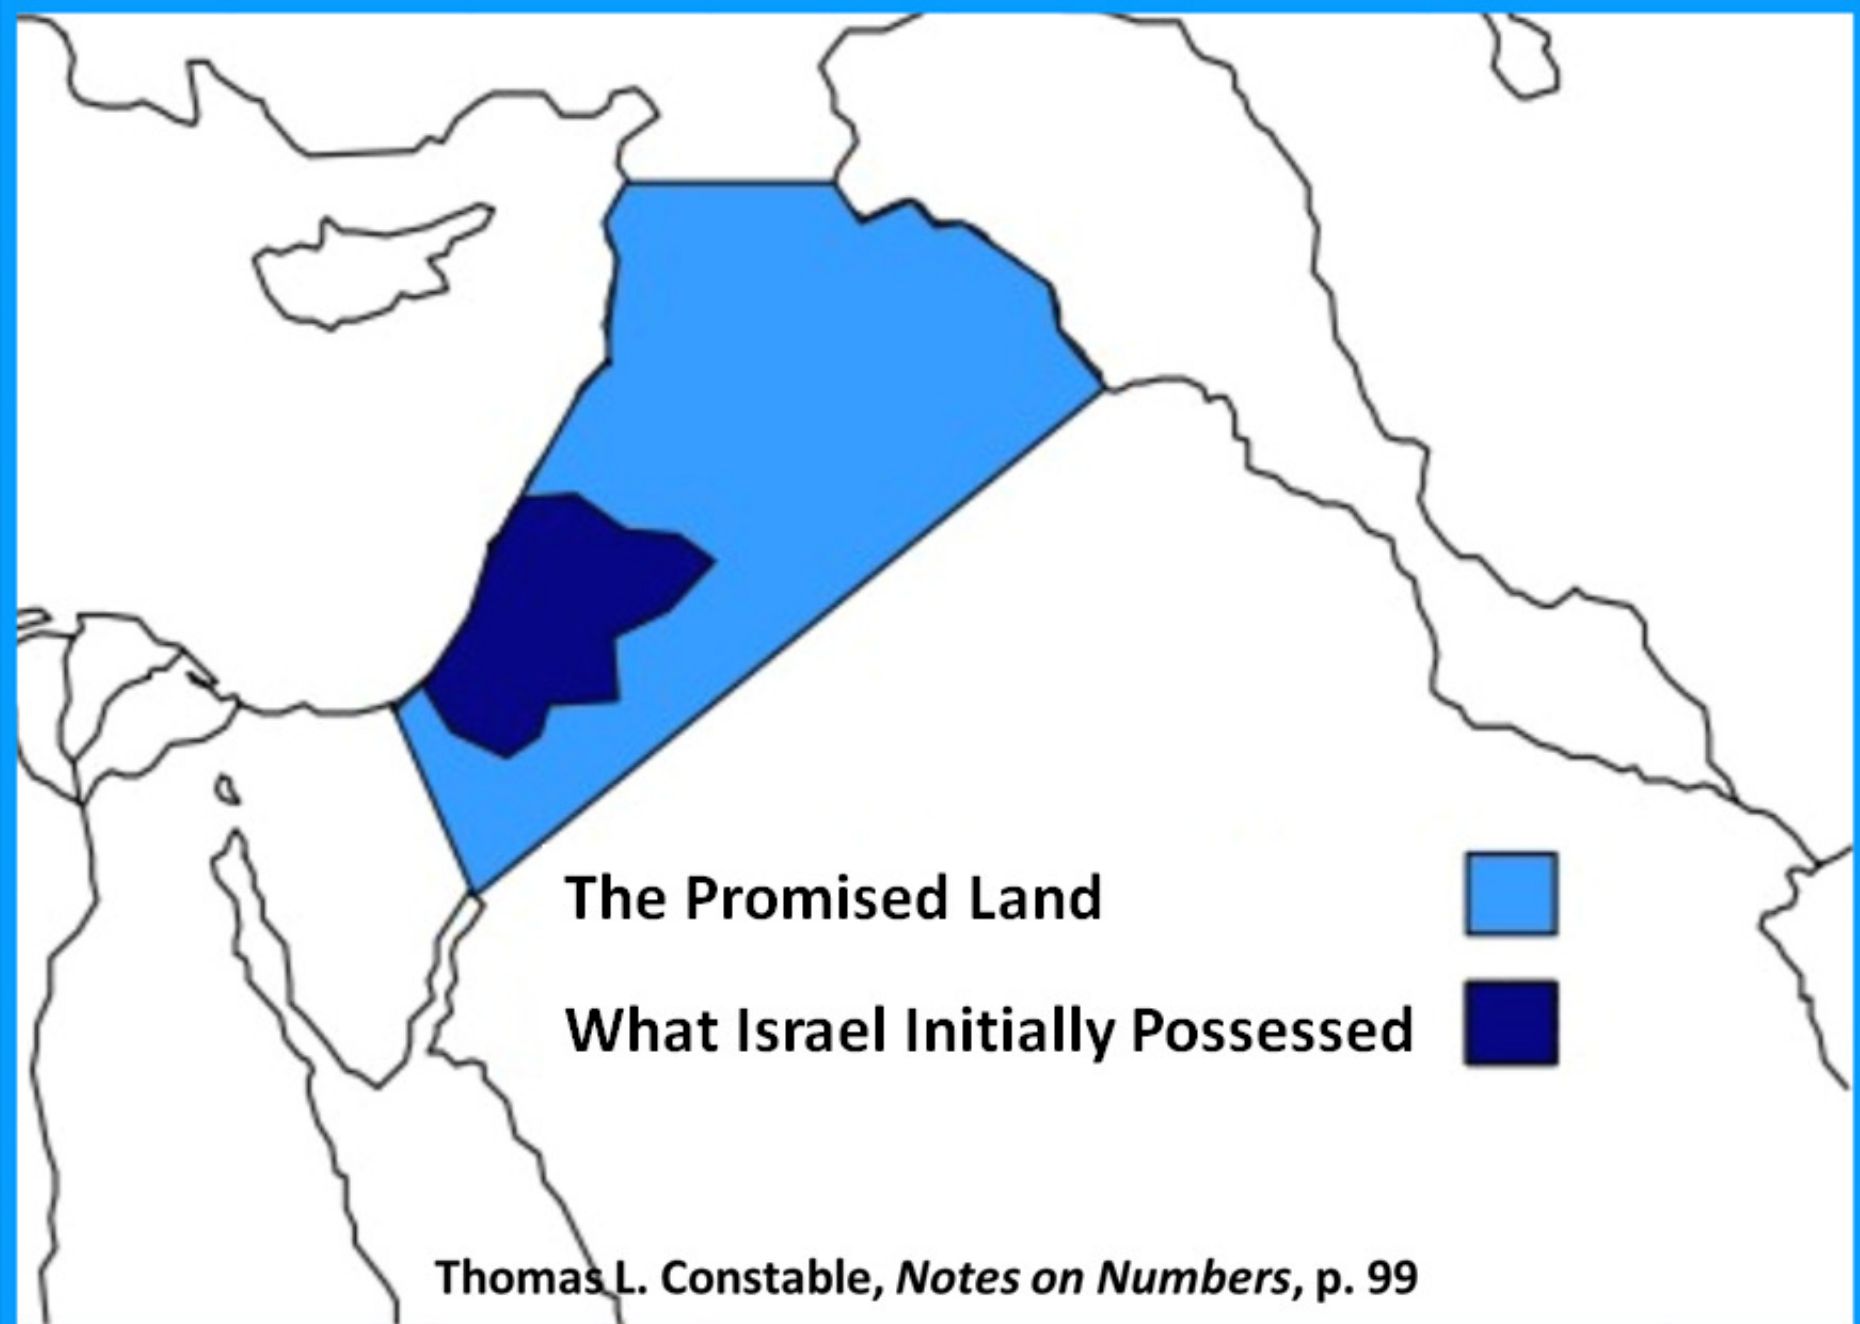 The Promised Land
What Israel Initially Possessed
Thomas L. Constable, Notes on Numbers, p. 99